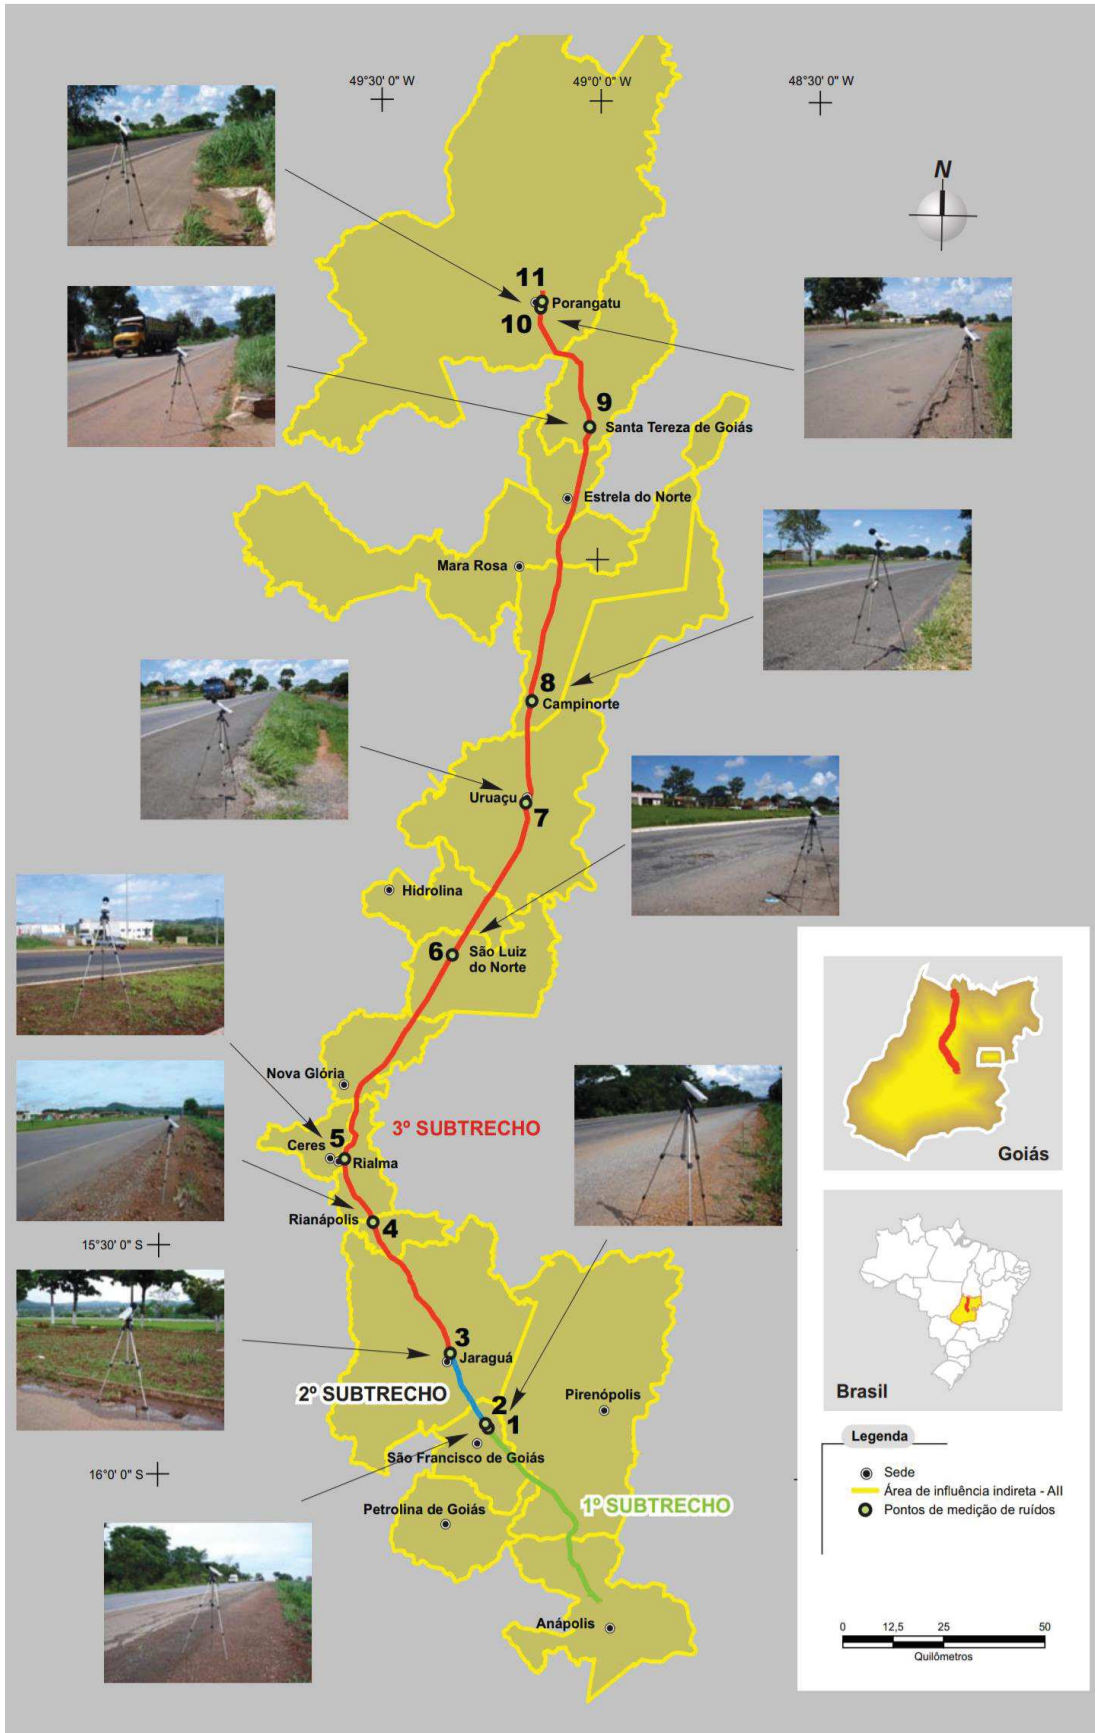 49°30' 0" W
49°0' 0" W
48°30' 0" W
N
11
Porangatu
10
9
Santa Tereza de Goiás
Estrela do Norte
Mara Rosa
8
Campinorte
Uruaçu
7
Hidrolina
6
São Luiz
do Norte
Nova Glória
3º SUBTRECHO
Ceres
5
Rialma
Rianápolis
4
15°30' 0" S
3
Jaraguá
2º SUBTRECHO
Pirenópolis
2
1
São Francisco de Goiás
16°0' 0" S
1º SUBTRECHO
Petrolina de Goiás
Anápolis
Goiás
Brasil
Legenda
Sede
Área de influência indireta - AII
Pontos de medição de ruídos
0 12,5 25 50
Quilômetros